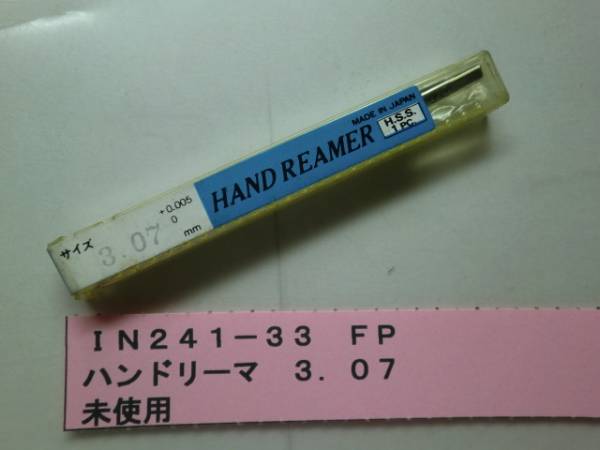 サイズ
3.07
+0.005
0
mm
HAND REAMER
MADE IN JAPAN
H.S.S.
1 PC.
ＩＮ２４１－３３　ＦＰ
ハンドリーマ　３．０７
未使用